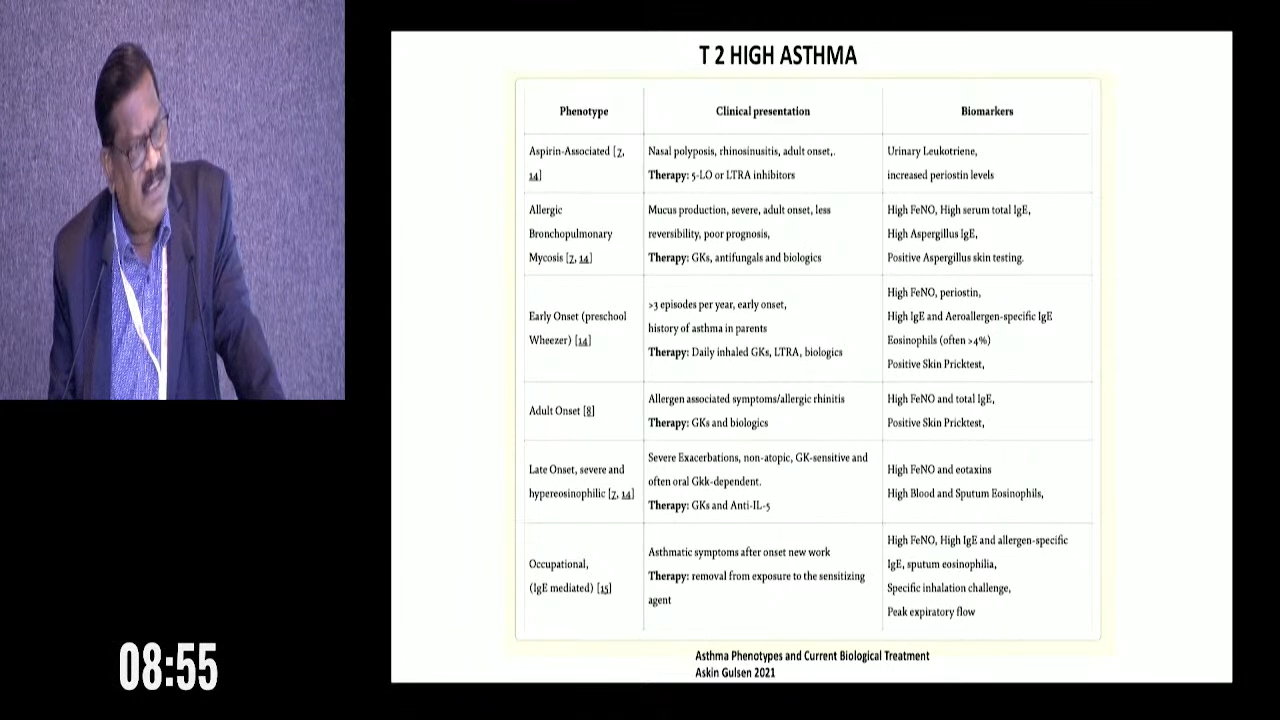 T 2 HIGH ASTHMA
Phenotype
Clinical presentation
Biomarkers
Aspirin-Associated [7,
14]
Nasal polyposis, rhinosinusitis, adult onset,.
Therapy: 5-LO or LTRA inhibitors
Urinary Leukotriene,
increased periostin levels
Allergic
Bronchopulmonary
Mycosis [7, 14]
Mucus production, severe, adult onset, less
reversibility, poor prognosis,
Therapy: GKs, antifungals and biologics
High FeNO, High serum total IgE,
High Aspergillus IgE,
Positive Aspergillus skin testing.
Early Onset (preschool
Wheezer) [14]
>3 episodes per year, early onset,
history of asthma in parents
Therapy: Daily inhaled GKs, LTRA, biologics
High FeNO, periostin,
High IgE and Aeroallergen-specific IgE
Eosinophils (often >4%)
Positive Skin Pricktest,
Adult Onset [8]
Allergen associated symptoms/allergic rhinitis
Therapy: GKs and biologics
High FeNO and total IgE,
Positive Skin Pricktest,
Late Onset, severe and
hypereosinophilic [7, 14]
Severe Exacerbations, non-atopic, GK-sensitive and
often oral Gkk-dependent.
Therapy: GKs and Anti-IL-5
High FeNO and eotaxins
High Blood and Sputum Eosinophils,
Occupational,
(IgE mediated) [15]
Asthmatic symptoms after onset new work
Therapy: removal from exposure to the sensitizing
agent
High FeNO, High IgE and allergen-specific
IgE, sputum eosinophilia,
Specific inhalation challenge,
Peak expiratory flow
Asthma Phenotypes and Current Biological Treatment
Askin Gulsen 2021
08:55